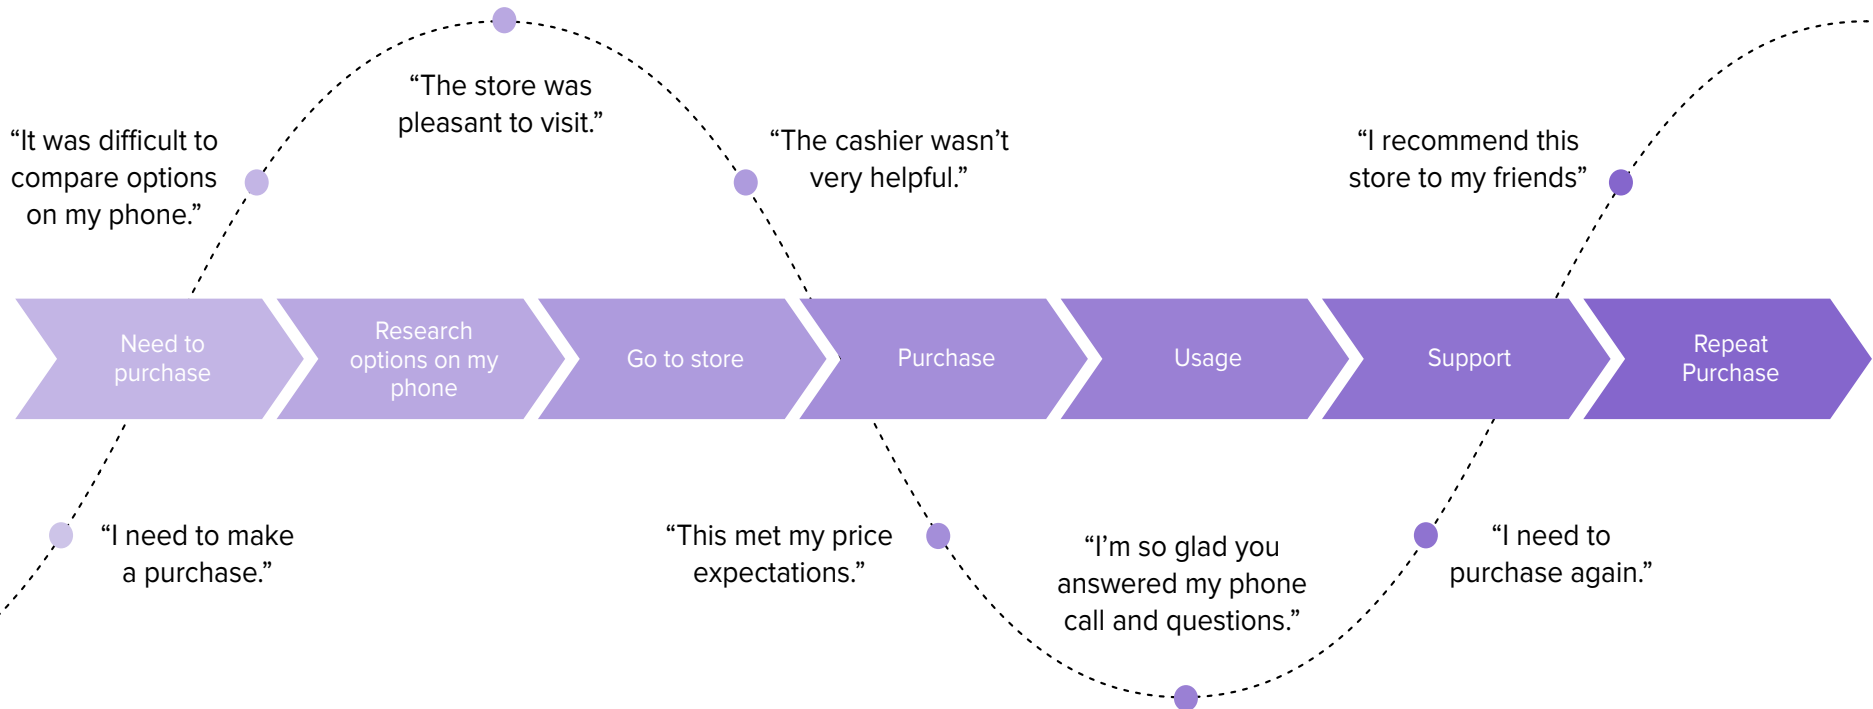 “The store was
pleasant to visit.”
“It was difficult to
compare options
on my phone.”
“The cashier wasn’t
very helpful.”
“I recommend this
store to my friends”
Need to
purchase
Research
options on my
phone
Go to store
Purchase
Usage
Support
Repeat
Purchase
“I need to make
a purchase.”
“This met my price
expectations.”
“I’m so glad you
answered my phone
call and questions.”
“I need to
purchase again.”